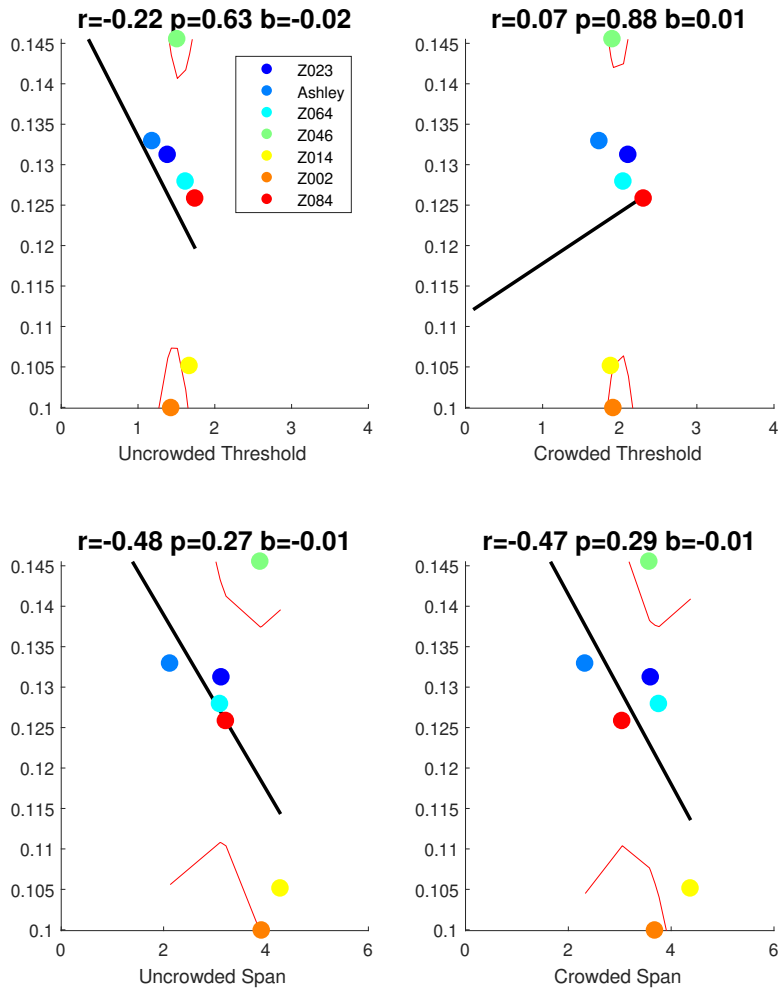 r=-0.22 p=0.63 b=-0.02
0.145
0.14
0.135
0.13
0.125
0.12
0.115
0.11
0.105
0.1
0 1 2 3 4
Uncrowded Threshold
Z023
Ashley
Z064
Z046
Z014
Z002
Z084
r=0.07 p=0.88 b=0.01
0.145
0.14
0.135
0.13
0.125
0.12
0.115
0.11
0.105
0.1
0 1 2 3 4
Crowded Threshold
r=-0.48 p=0.27 b=-0.01
0.145
0.14
0.135
0.13
0.125
0.12
0.115
0.11
0.105
0.1
0 2 4 6
Uncrowded Span
r=-0.47 p=0.29 b=-0.01
0.145
0.14
0.135
0.13
0.125
0.12
0.115
0.11
0.105
0.1
0 2 4 6
Crowded Span